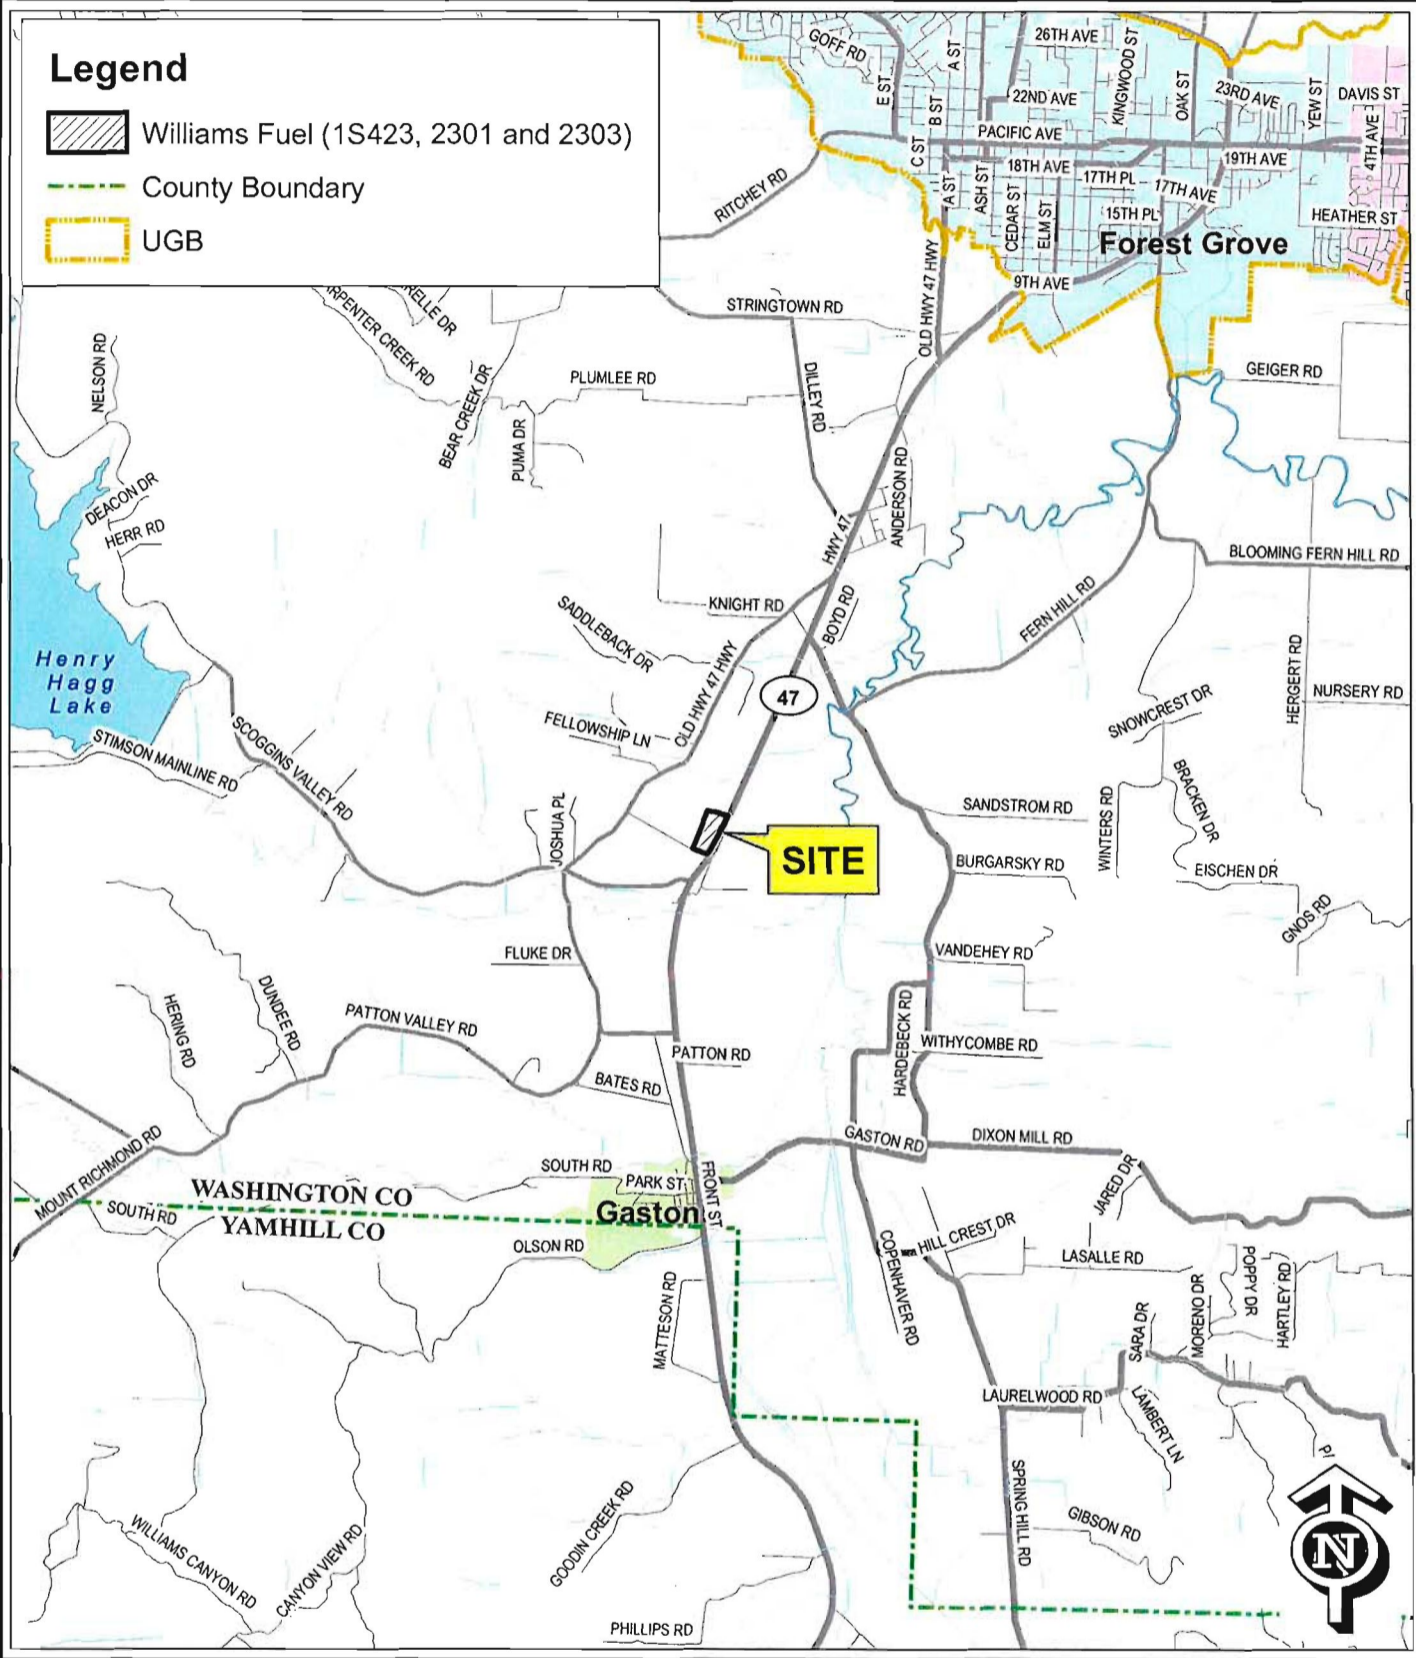 Legend
Williams Fuel (1S423, 2301 and 2303)
County Boundary
UGB
GOFF RD
E ST
A ST
B ST
26TH AVE
KINGWOOD ST
OAK ST
22ND AVE
23RD AVE
YEW ST
DAVIS ST
4TH AVE
PACIFIC AVE
C ST
A ST
ASH ST
18TH AVE
17TH PL
17TH AVE
19TH AVE
CEDAR ST
ELM ST
15TH PL
HEATHER ST
Forest Grove
9TH AVE
RITCHEY RD
OLD HWY 47 HWY
STRINGTOWN RD
RELLE DR
RPENTER CREEK RD
NELSON RD
BEAR CREEK DR
PLUMLEE RD
DILLEY RD
GEIGER RD
PUMA DR
ANDERSON RD
DEACON DR
HERR RD
HWY 47
BLOOMING FERN HILL RD
KNIGHT RD
BOYD RD
FERN HILL RD
SADDLEBACK DR
OLD HWY 47 HWY
HERGERT RD
NURSERY RD
Henry
Hagg
Lake
47
SNOWCREST DR
FELLOWSHIP LN
STIMSON MAINLINE RD
SCOGGINS VALLEY RD
JOSHUA PL
SANDSTROM RD
WINTERS RD
BRACKEN DR
SITE
BURGARSKY RD
EISCHEN DR
GNOS RD
FLUKE DR
VANDEHEY RD
HERING RD
DUNDEE RD
PATTON VALLEY RD
HARDEBECK RD
WITHYCOMBE RD
PATTON RD
BATES RD
MOUNT RICHMOND RD
GASTON RD
DIXON MILL RD
JARED DR
SOUTH RD
PARK ST
FRONT ST
WASHINGTON CO
SOUTH RD
YAMHILL CO
Gaston
OLSON RD
COPENHAVER RD
HILL CREST DR
LASALLE RD
POPPY DR
HARTLEY RD
MORENO DR
MATTESON RD
SARA DR
LAURELWOOD RD
LAMBERT LN
PI
SPRING HILL RD
GIBSON RD
GOODIN CREEK RD
WILLIAMS CANYON RD
CANYON VIEW RD
PHILLIPS RD
N